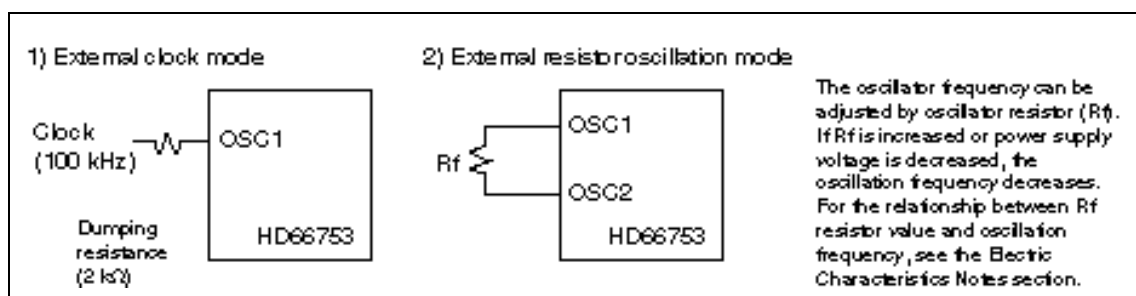 1) External clock mode
Clock
(100 kHz)
OSC1
Dumping
resistance
(2 kΩ)
HD66753
2) External resistor oscillation mode
Rf
OSC1
OSC2
HD66753
The oscillator frequency can be
adjusted by oscillator resistor (Rf).
If Rf is increased or power supply
voltage is decreased, the
oscillation frequency decreases.
For the relationship between Rf
resistor value and oscillation
frequency, see the Electric
Characteristics Notes section.